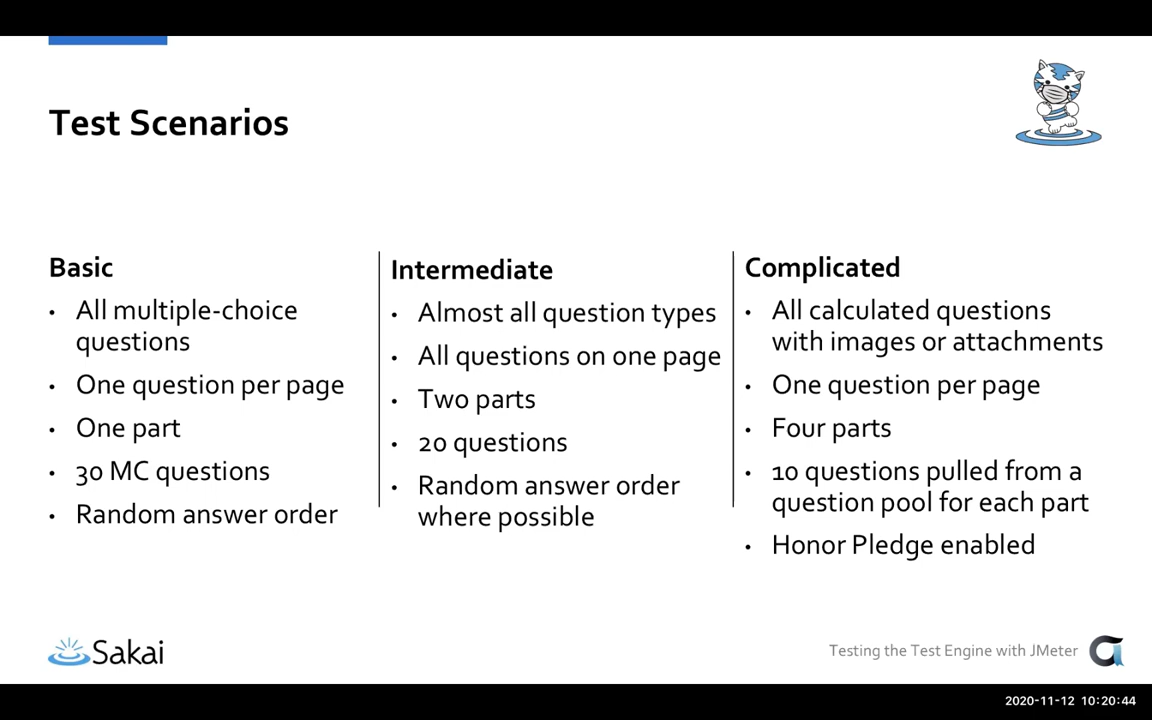 Test Scenarios
Basic
• All multiple-choice
questions
• One question per page
• One part
• 30 MC questions
• Random answer order
Intermediate
• Almost all question types
• All questions on one page
• Two parts
• 20 questions
• Random answer order
where possible
Complicated
• All calculated questions
with images or attachments
• One question per page
• Four parts
• 10 questions pulled from a
question pool for each part
• Honor Pledge enabled
Sakai
Testing the Test Engine with JMeter
2020-11-12 10:20:44